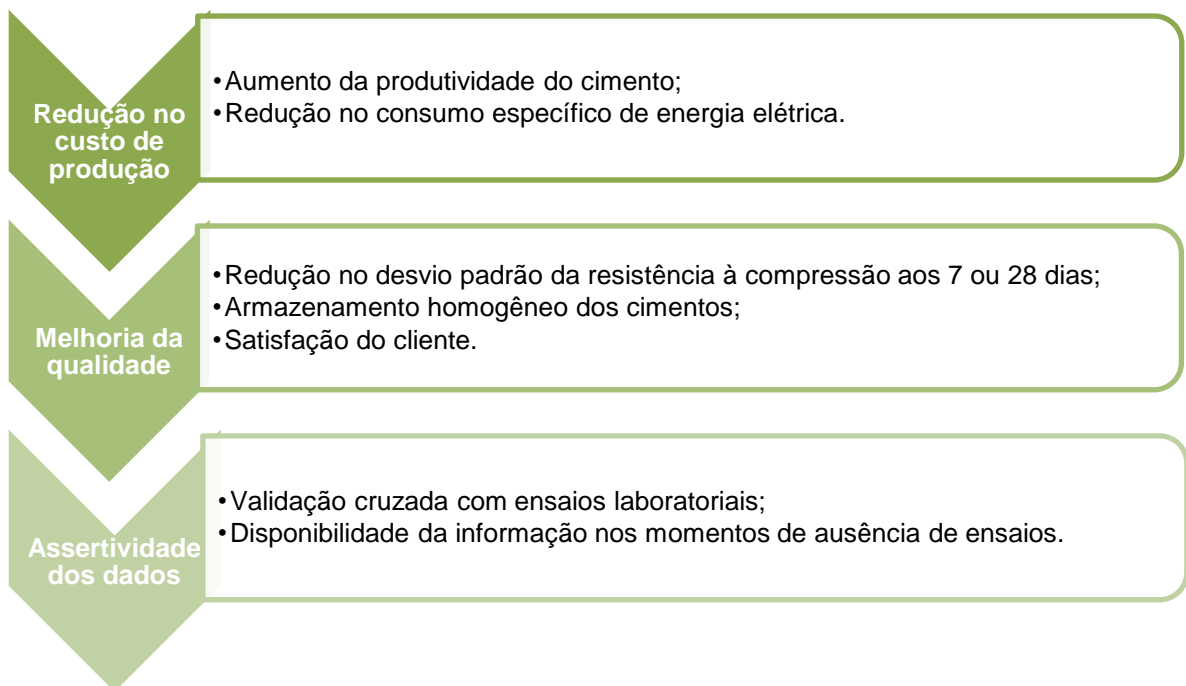 Redução no
custo de
produção
•Aumento da produtividade do cimento;
•Redução no consumo específico de energia elétrica.
Melhoria da
qualidade
•Redução no desvio padrão da resistência à compressão aos 7 ou 28 dias;
•Armazenamento homogêneo dos cimentos;
•Satisfação do cliente.
Assertividade
dos dados
•Validação cruzada com ensaios laboratoriais;
•Disponibilidade da informação nos momentos de ausência de ensaios.